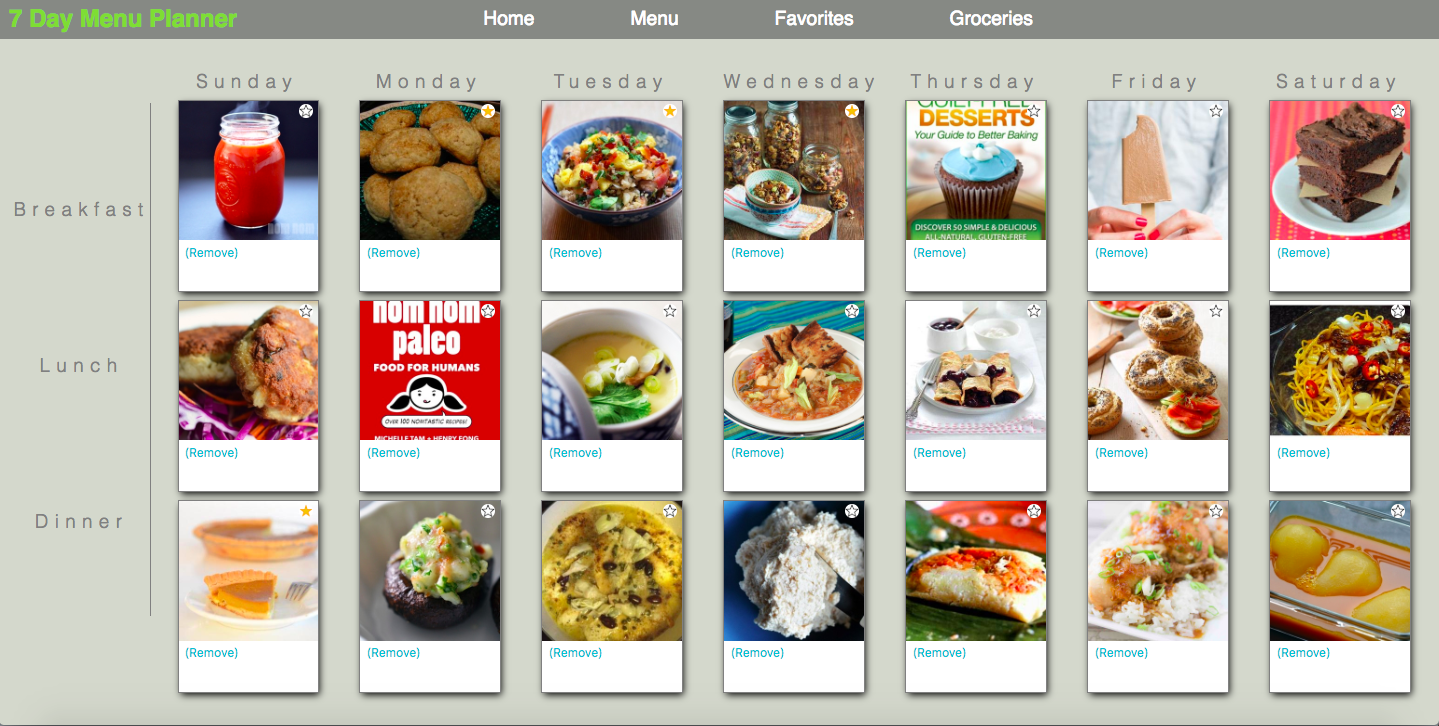 7 Day Menu Planner
Home Menu Favorites Groceries
Sunday Monday Tuesday Wednesday Thursday Friday Saturday
Breakfast
DESSERTS
Your Guide to Better Baking
DISCOVER 50 SIMPLE & DELICIOUS
ALL-NATURAL, GLUTEN-FREE
(Remove) (Remove) (Remove) (Remove) (Remove) (Remove) (Remove)
Lunch
nom nom
paleo
FOOD FOR HUMANS
OVER 100 NOMTASTIC RECIPES!
MICHELLE TAM + HENRY FONG
(Remove) (Remove) (Remove) (Remove) (Remove) (Remove) (Remove)
Dinner
(Remove) (Remove) (Remove) (Remove) (Remove) (Remove) (Remove)